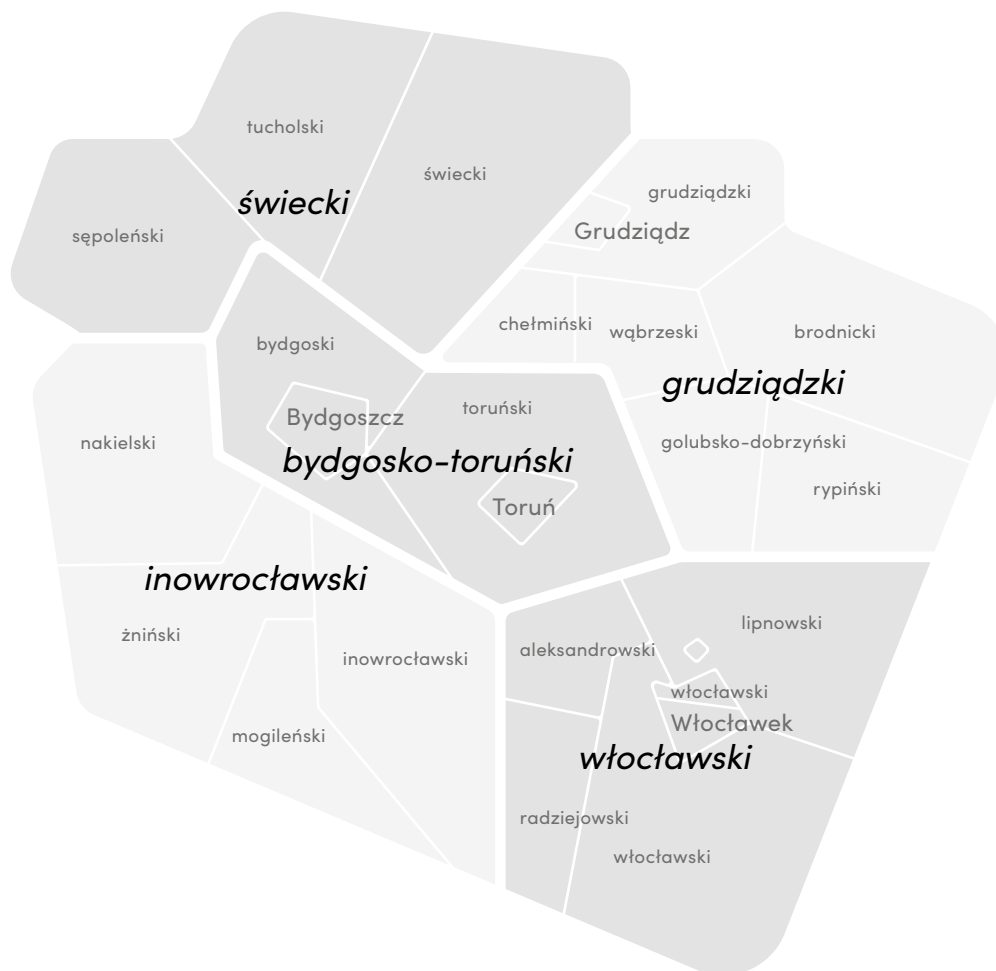 tucholski
świecki
grudziądzki
świecki
Grudziądz
sępoleński
chełmiński
wąbrzeski
brodnicki
bydgoski
grudziądzki
toruński
Bydgoszcz
nakielski
golubsko-dobrzyński
bydgosko-toruński
rypiński
Toruń
inowrocławski
lipnowski
żniński
aleksandrowski
inowrocławski
włocławski
Włocławek
mogileński
włocławski
radziejowski
włocławski